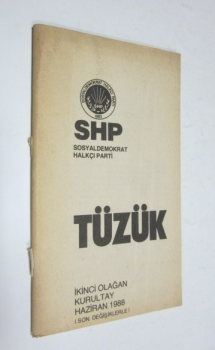 SHP
SOSYALDEMOKRAT
HALKÇI PARTİ
TÜZÜK
İKİNCİ OLAĞAN
KURULTAY
HAZİRAN 1988
(SON DEĞİŞİKLERLE)